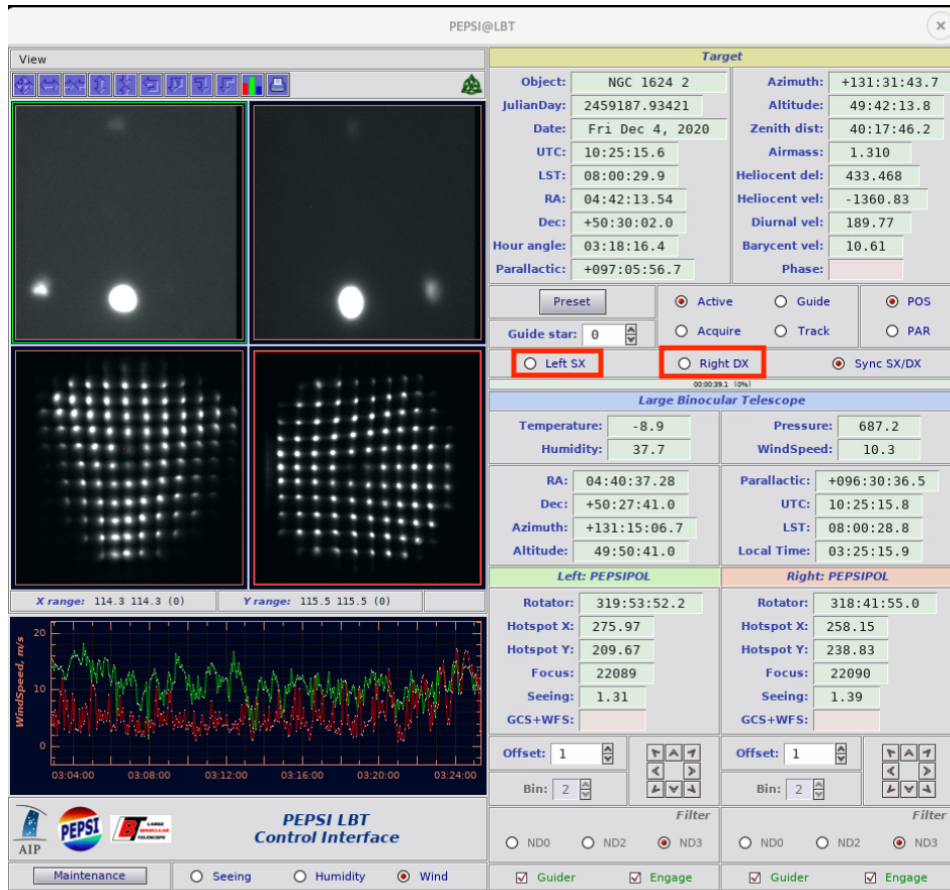 PEPSI@LBT
View
X range: 114.3 114.3 (0) Y range: 115.5 115.5 (0)
WindSpeed, m/s
20
10
0
03:04:00 03:08:00 03:12:00 03:16:00 03:20:00 03:24:00
AIP
PEPSI
LARGE
BINOCULAR
TELESCOPE
PEPSI LBT
Control Interface
Maintenance Seeing Humidity Wind
Target
Object: NGC 1624 2 Azimuth: +131:31:43.7
JulianDay: 2459187.93421 Altitude: 49:42:13.8
Date: Fri Dec 4, 2020 Zenith dist: 40:17:46.2
UTC: 10:25:15.6 Airmass: 1.310
LST: 08:00:29.9 Heliocent del: 433.468
RA: 04:42:13.54 Heliocent vel: -1360.83
Dec: +50:30:02.0 Diurnal vel: 189.77
Hour angle: 03:18:16.4 Barycent vel: 10.61
Parallactic: +097:05:56.7 Phase:
Preset Active Guide POS
Guide star: 0 Acquire Track PAR
Left SX Right DX Sync SX/DX
00:00:39.1 (0%)
Large Binocular Telescope
Temperature: -8.9 Pressure: 687.2
Humidity: 37.7 WindSpeed: 10.3
RA: 04:40:37.28 Parallactic: +096:30:36.5
Dec: +50:27:41.0 UTC: 10:25:15.8
Azimuth: +131:15:06.7 LST: 08:00:28.8
Altitude: 49:50:41.0 Local Time: 03:25:15.9
Left: PEPSIPOL Right: PEPSIPOL
Rotator: 319:53:52.2 Rotator: 318:41:55.0
Hotspot X: 275.97 Hotspot X: 258.15
Hotspot Y: 209.67 Hotspot Y: 238.83
Focus: 22089 Focus: 22090
Seeing: 1.31 Seeing: 1.39
GCS+WFS: GCS+WFS:
Offset: 1 Offset: 1
Bin: 2 Bin: 2
Filter Filter
ND0 ND2 ND3 ND0 ND2 ND3
Guider Engage Guider Engage